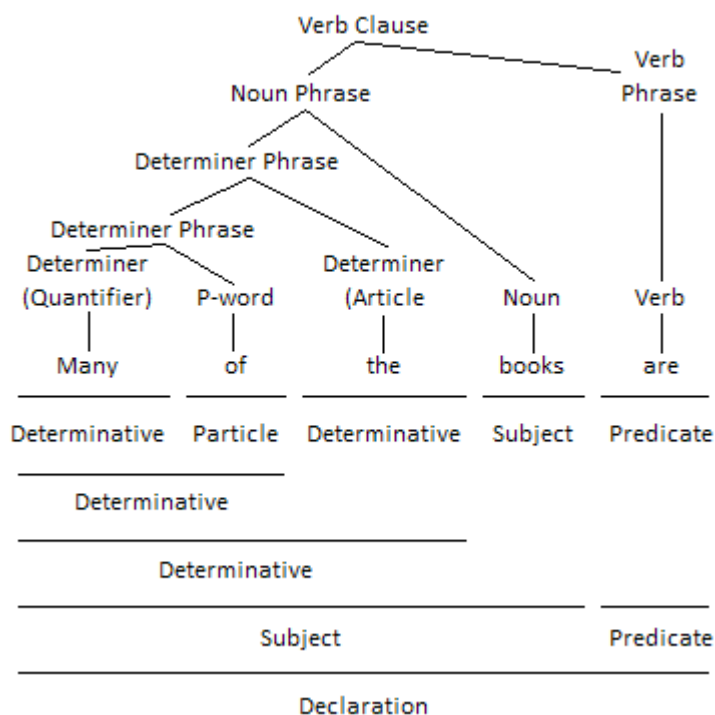 Verb Clause
Verb
Noun Phrase Phrase
Determiner Phrase
Determiner Phrase
Determiner Determiner
(Quantifier) P-word (Article Noun Verb
Many of the books are
Determinative Particle Determinative Subject Predicate
Determinative
Determinative
Subject Predicate
Declaration